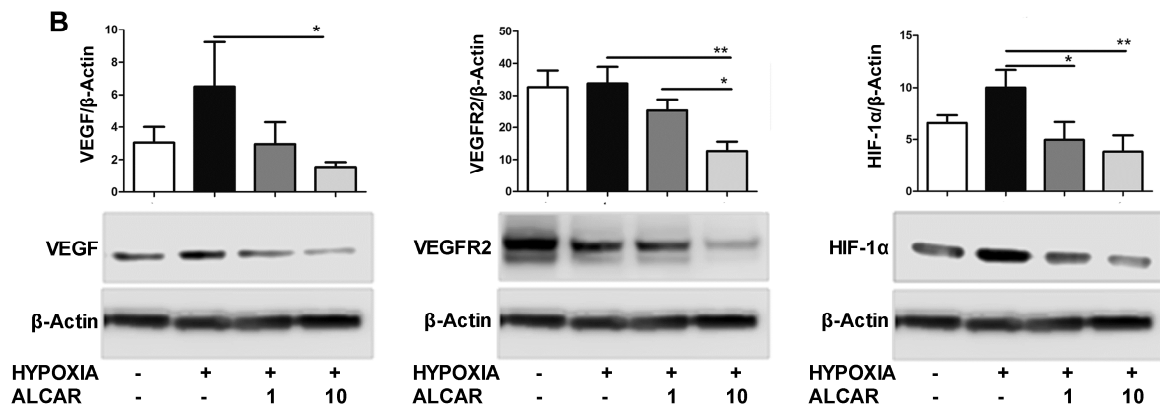 B
VEGF/β-Actin
10
8
6
4
2
0
*
VEGFR2/β-Actin
50
40
30
20
10
0
**
*
HIF-1α/β-Actin
15
10
5
0
**
*
VEGF
VEGFR2
HIF-1α
β-Actin
β-Actin
β-Actin
HYPOXIA - + + + - + + + HYPOXIA - + + +
ALCAR - - 1 10 - - 1 10 ALCAR - - 1 10